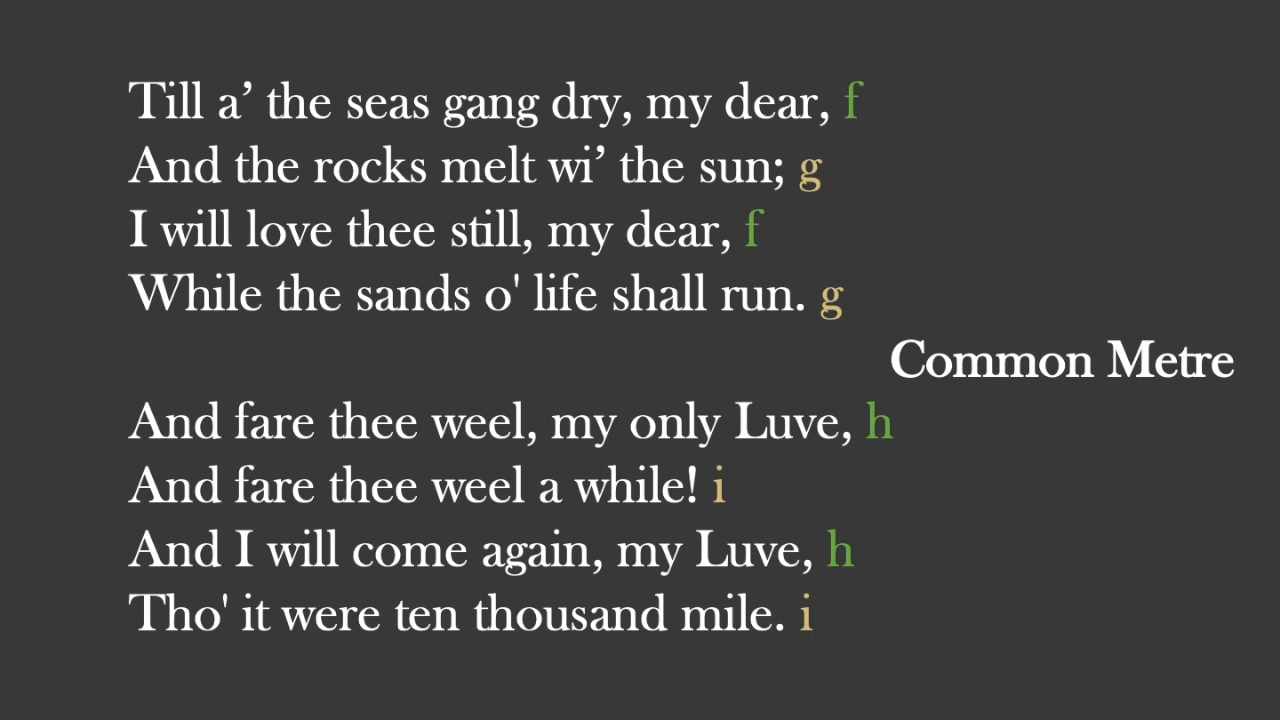 Till a’ the seas gang dry, my dear, f
And the rocks melt wi’ the sun; g
I will love thee still, my dear, f
While the sands o' life shall run. g
Common Metre
And fare thee weel, my only Luve, h
And fare thee weel a while! i
And I will come again, my Luve, h
Tho' it were ten thousand mile. i